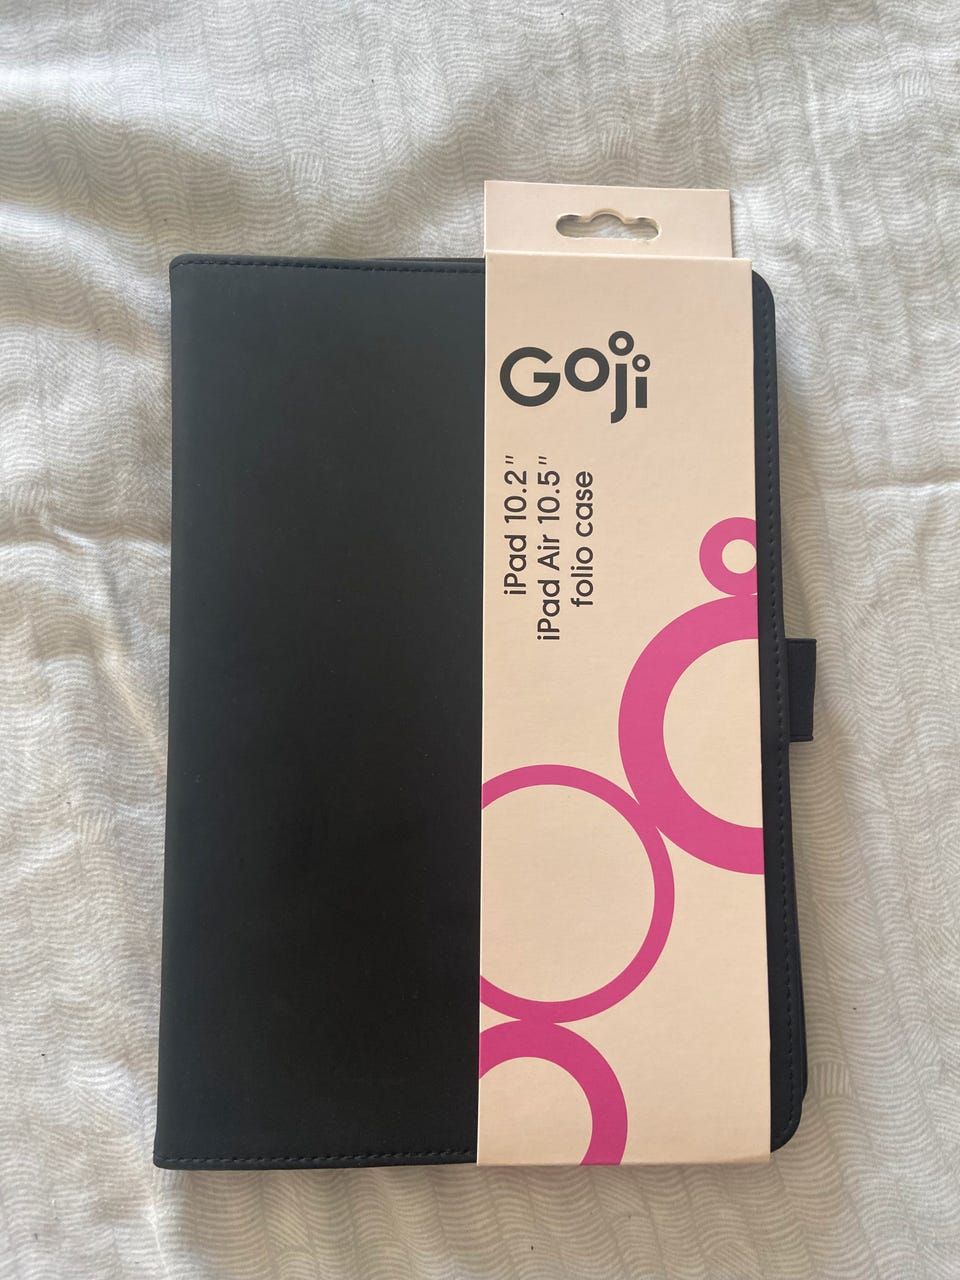 Goji
iPad 10.2"
iPad Air 10.5"
folio case